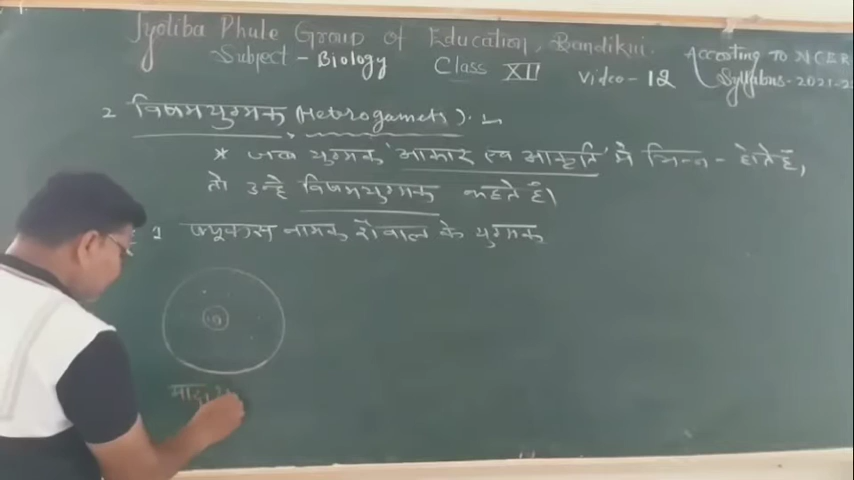 Jyotiba Phule Group of Education, Bandikui.
Subject - Biology Class XII Video - 12
According To NCER
Syllabus - 2021-2
2 विषमयुग्मक (Hetrogamets) :-
* जब युग्मक 'आकार एव आकृति' मे भिन्न - होते हैं,
तो उन्हे विषमयुग्मक कहते हैं।
1 फ्यूकस नामक शैवाल के युग्मक
मादा यु